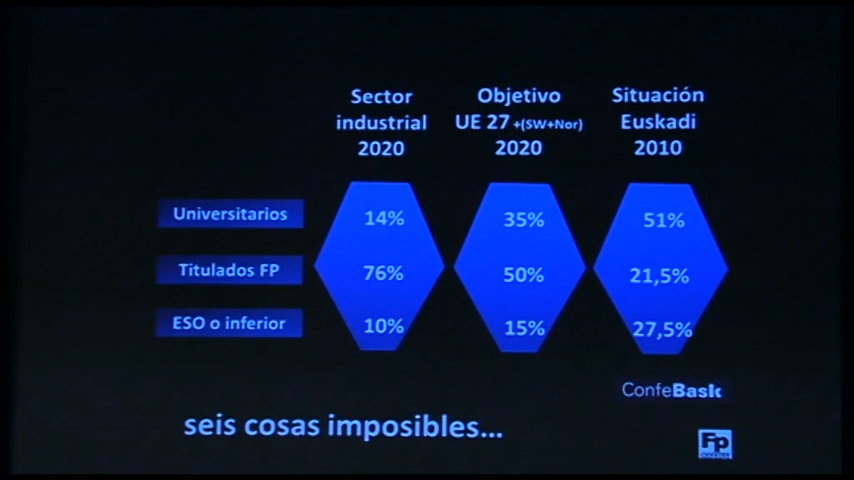 Sector
industrial
2020
Objetivo
UE 27 +(SW+Nor)
2020
Situación
Euskadi
2010
Universitarios
14%
35%
51%
Titulados FP
76%
50%
21,5%
ESO o inferior
10%
15%
27,5%
ConfeBask
seis cosas imposibles...
Fp